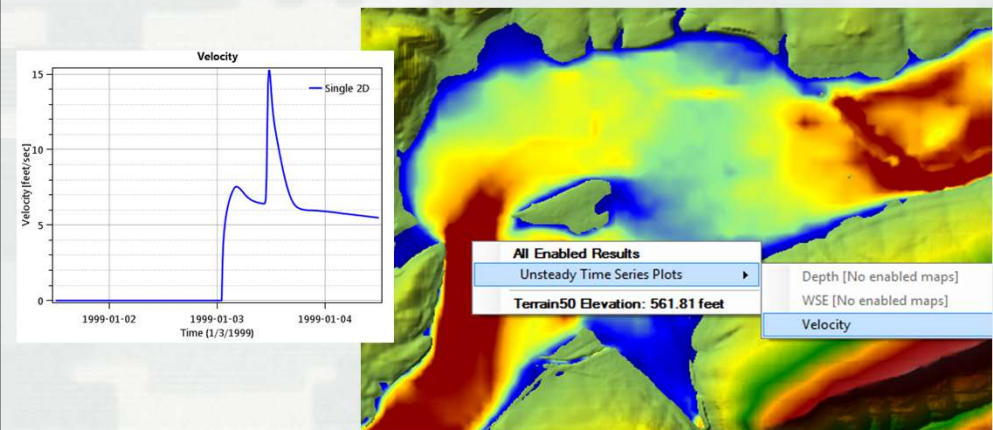 Velocity
15
10
5
0
Velocity [feet/sec]
Single 2D
1999-01-02
1999-01-03
1999-01-04
Time (1/3/1999)
All Enabled Results
Unsteady Time Series Plots
Terrain50 Elevation: 561.81 feet
Depth [No enabled maps]
WSE [No enabled maps]
Velocity